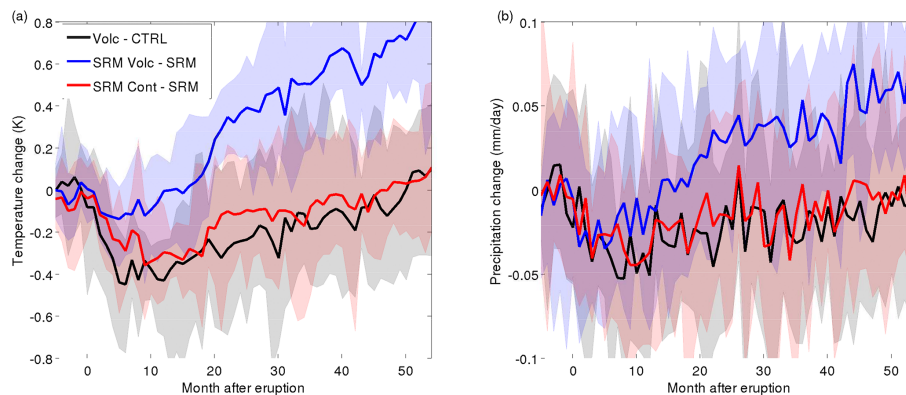 (a)
0.8
0.6
0.4
0.2
0
-0.2
-0.4
-0.6
-0.8
Temperature change (K)
Volc - CTRL
SRM Volc - SRM
SRM Cont - SRM
0 10 20 30 40 50
Month after eruption
(b)
0.1
0.05
0
-0.05
-0.1
Precipitation change (mm/day)
0 10 20 30 40 50
Month after eruption